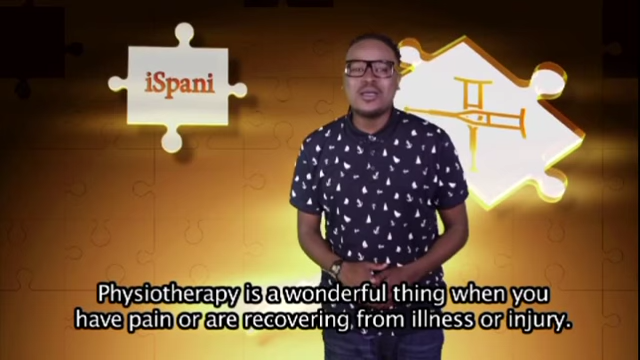 iSpani
Physiotherapy is a wonderful thing when you
have pain or are recovering from illness or injury.